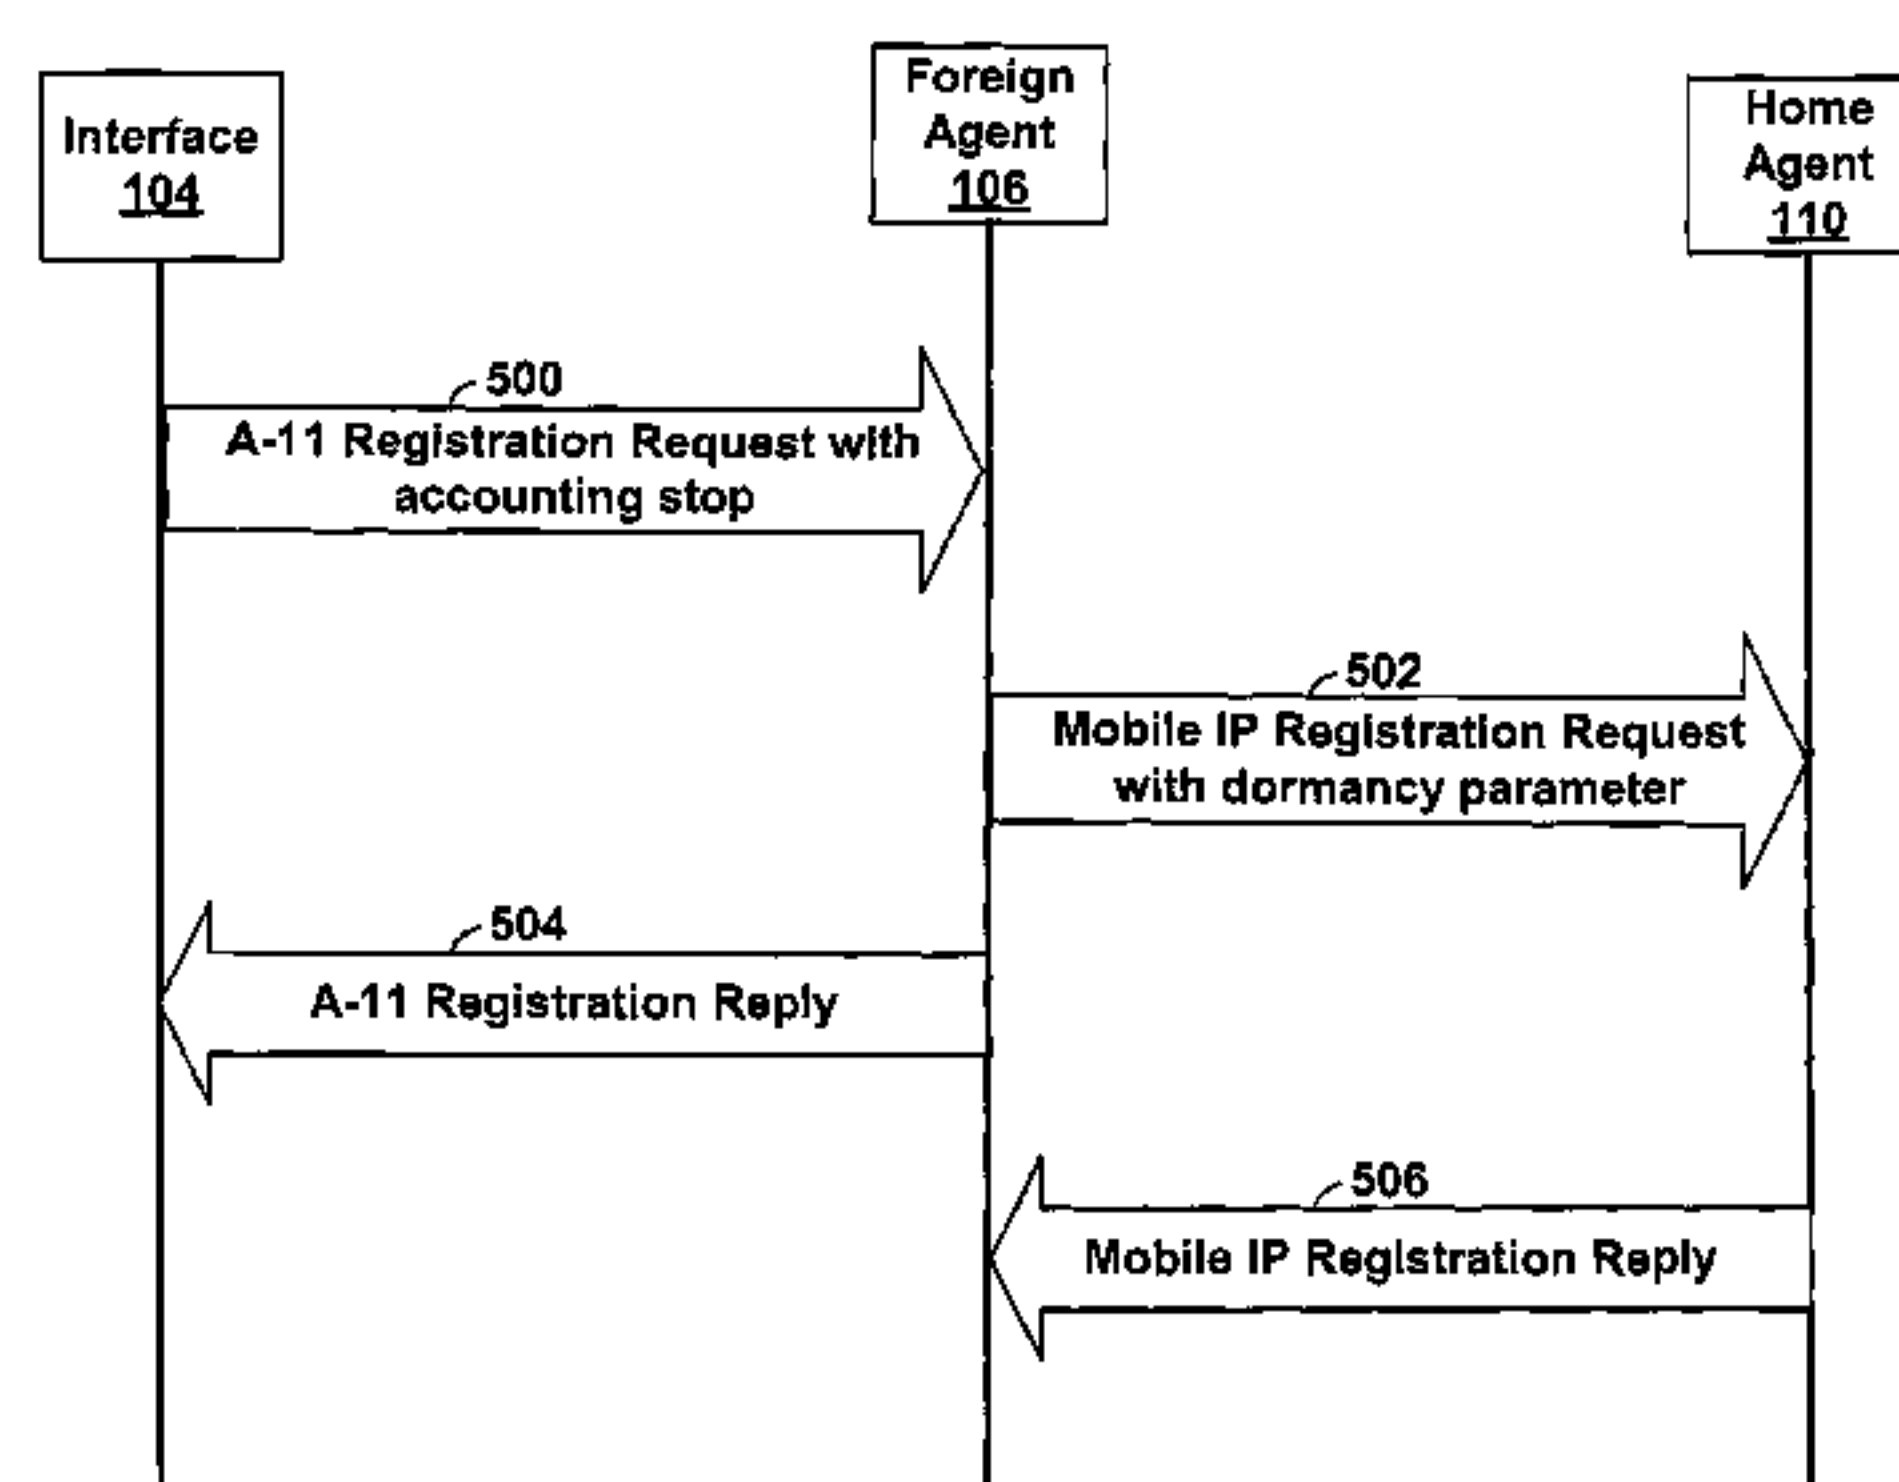 Interface
104
Foreign
Agent
106
Home
Agent
110
500
A-11 Registration Request with
accounting stop
502
Mobile IP Registration Request
with dormancy parameter
504
A-11 Registration Reply
506
Mobile IP Registration Reply